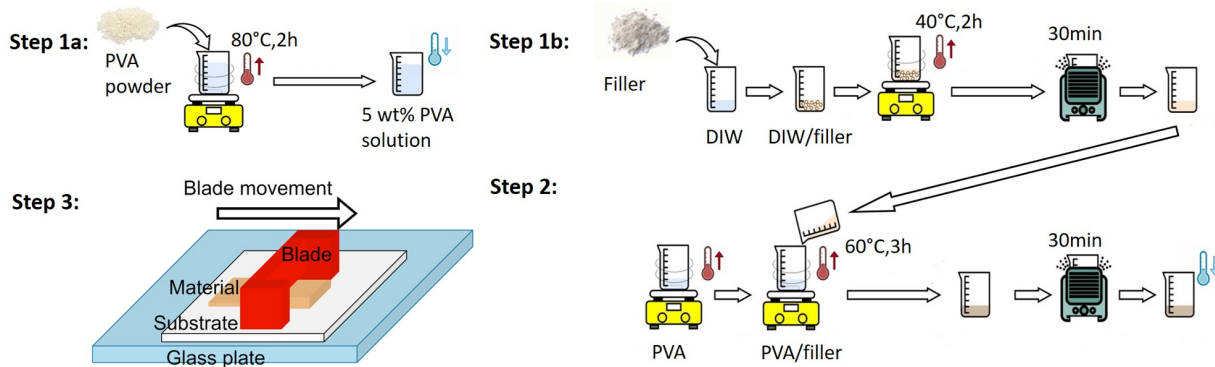 Step 1a:
PVA
powder
80°C,2h
5 wt% PVA
solution
Step 1b:
Filler
DIW
DIW/filler
40°C,2h
30min
Step 2:
PVA
PVA/filler
60°C,3h
30min
Step 3:
Blade movement
Blade
Material
Substrate
Glass plate